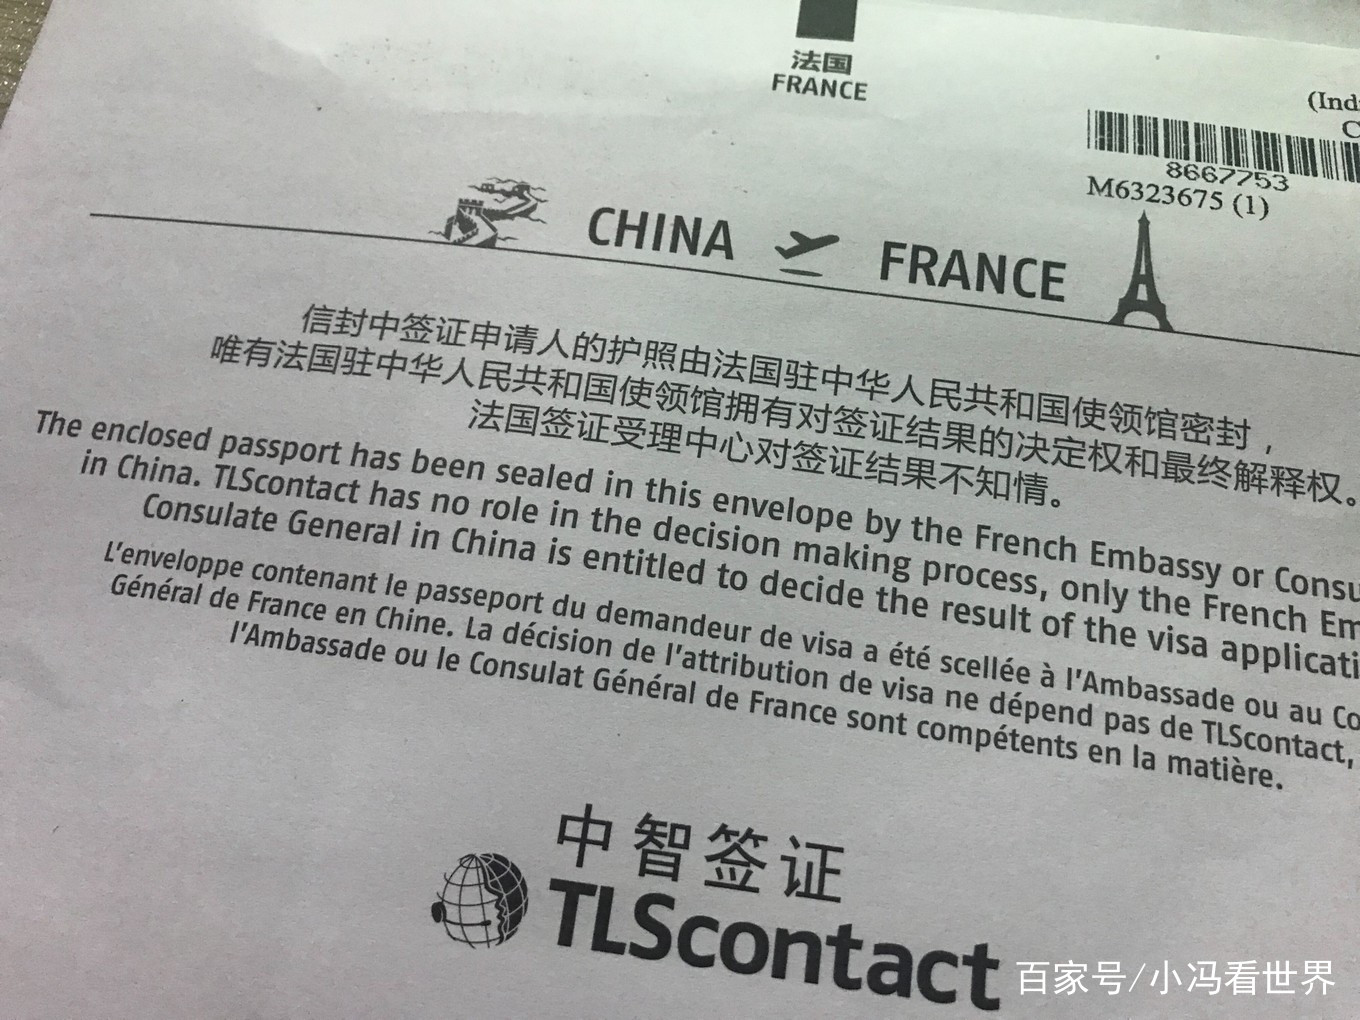 法国
FRANCE
(Ind
C
8667753
M6323675 (1)
CHINA FRANCE
信封中签证申请人的护照由法国驻中华人民共和国使领馆密封，
唯有法国驻中华人民共和国使领馆拥有对签证结果的决定权和最终解释权。
法国签证受理中心对签证结果不知情。
The enclosed passport has been sealed in this envelope by the French Embassy or Consu
in China. TLScontact has no role in the decision making process, only the French Em
Consulate General in China is entitled to decide the result of the visa applicati
L'enveloppe contenant le passeport du demandeur de visa a été scellée à l'Ambassade ou au Co
Général de France en Chine. La décision de l'attribution de visa ne dépend pas de TLScontact,
l'Ambassade ou le Consulat Général de France sont compétents en la matière.
中智签证
TLScontact
百家号/小冯看世界